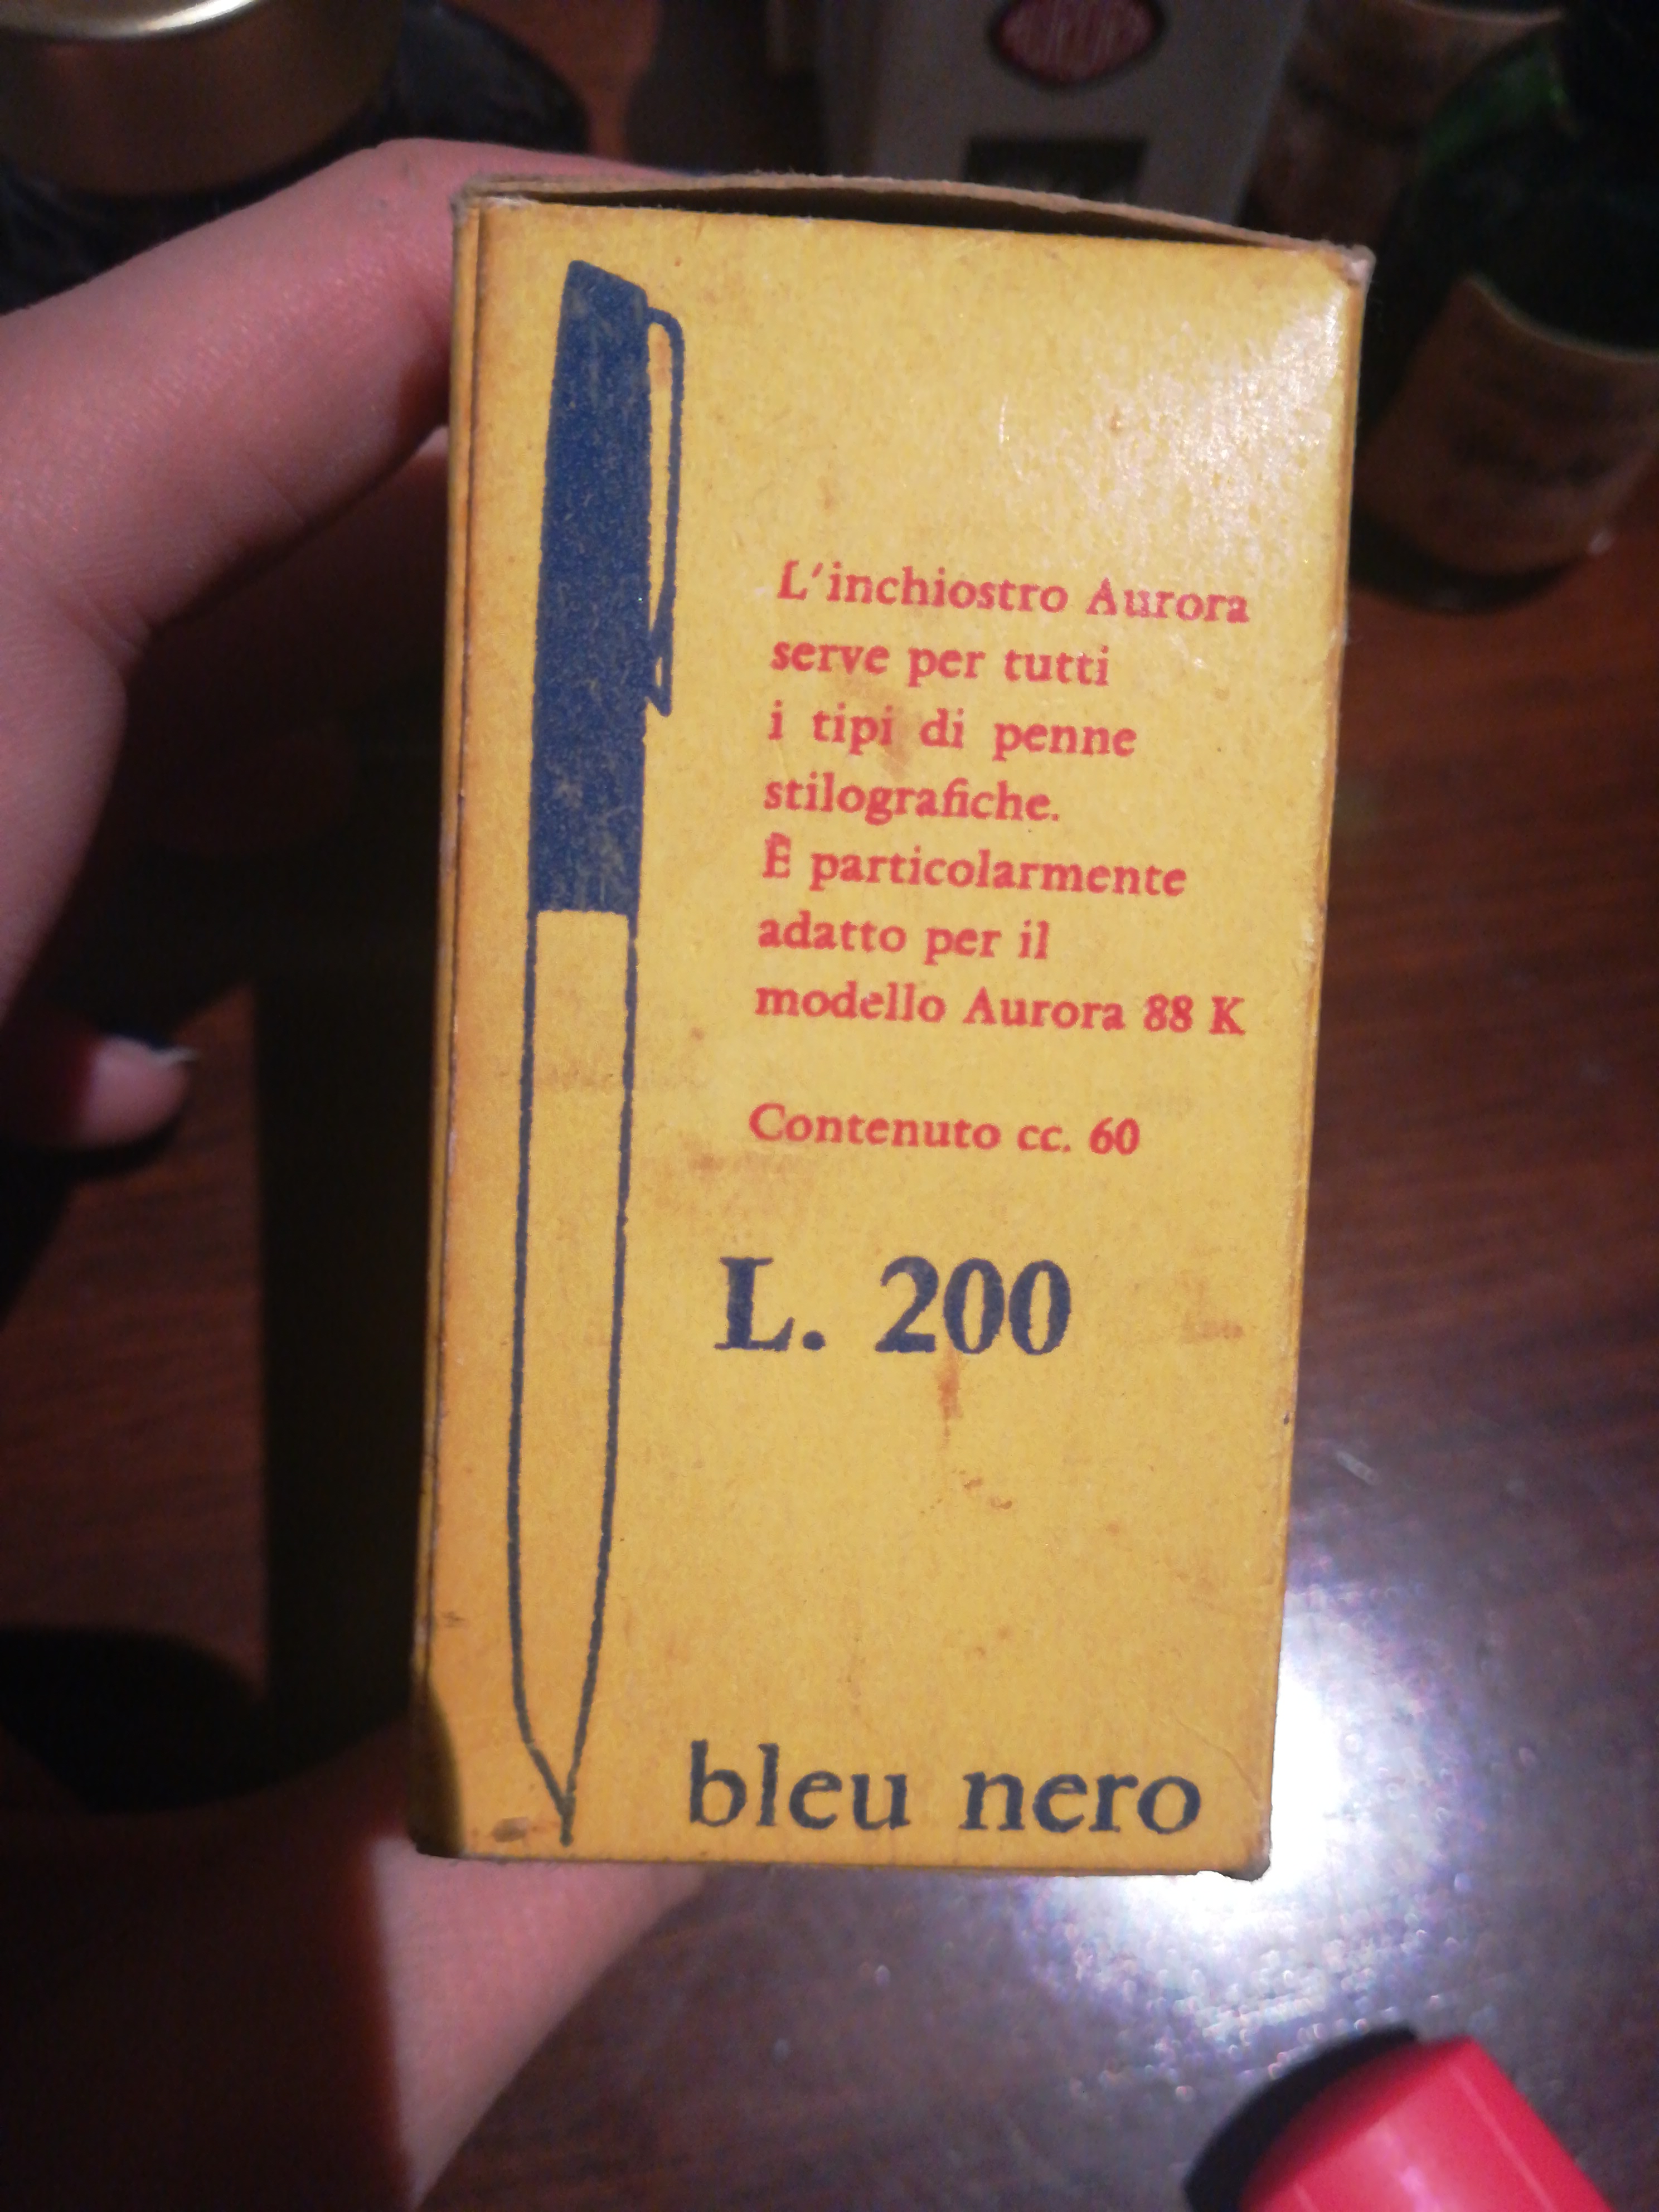 L'inchiostro Aurora
serve per tutti
i tipi di penne
stilografiche.
È particolarmente
adatto per il
modello Aurora 88 K
Contenuto cc. 60
L. 200
bleu nero